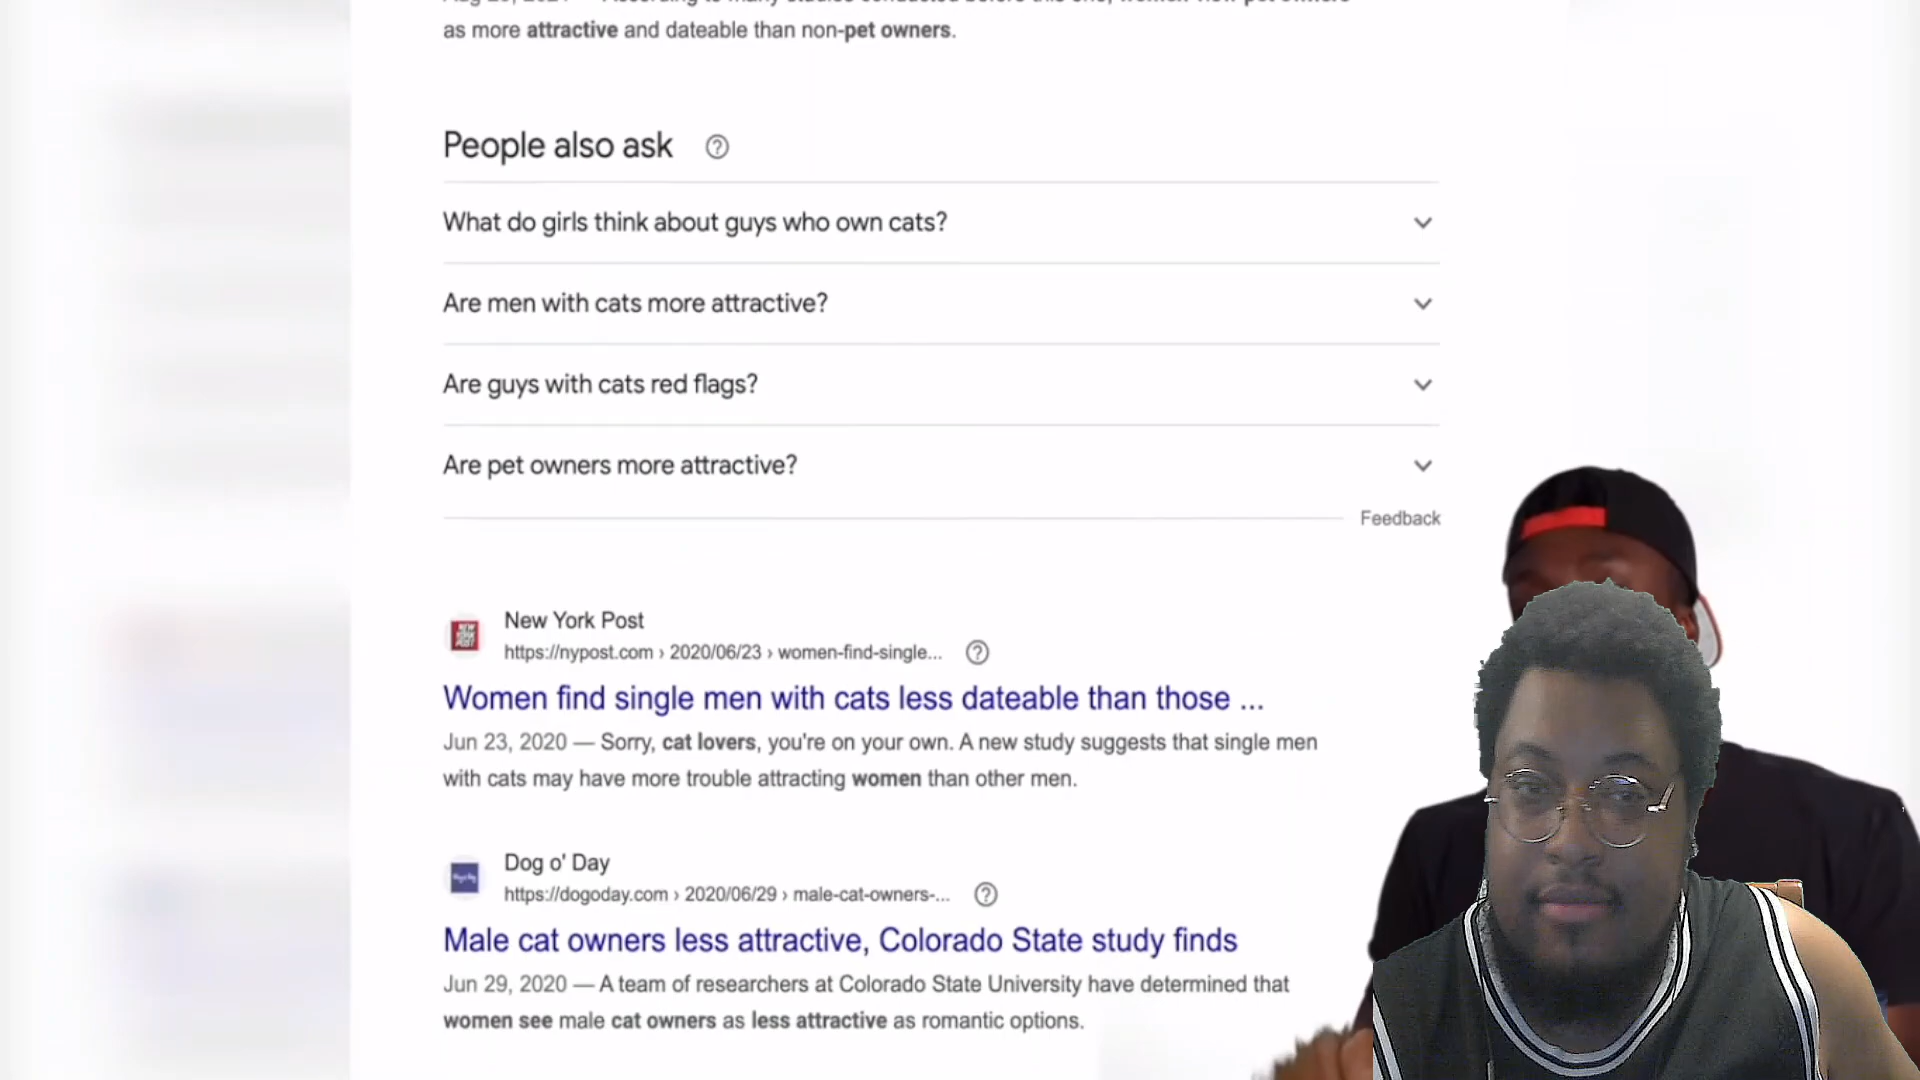 as more attractive and dateable than non-pet owners.
People also ask
What do girls think about guys who own cats?
Are men with cats more attractive?
Are guys with cats red flags?
Are pet owners more attractive?
Feedback
New York Post
https://nypost.com › 2020/06/23 › women-find-single...
Women find single men with cats less dateable than those ...
Jun 23, 2020 — Sorry, cat lovers, you're on your own. A new study suggests that single men
with cats may have more trouble attracting women than other men.
Dog o' Day
https://dogoday.com › 2020/06/29 › male-cat-owners-...
Male cat owners less attractive, Colorado State study finds
Jun 29, 2020 — A team of researchers at Colorado State University have determined that
women see male cat owners as less attractive as romantic options.